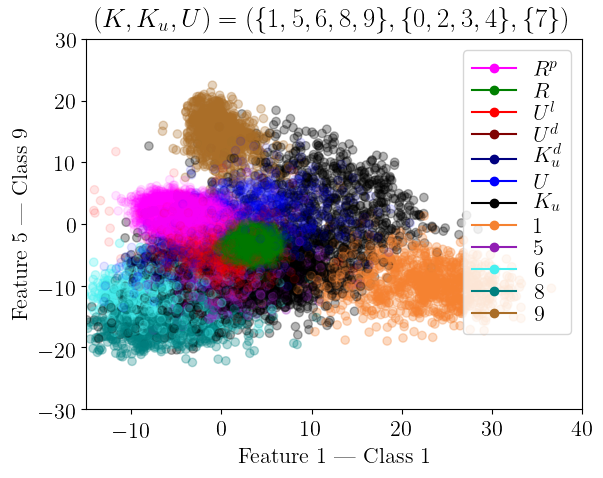 (K, K_u, U) = ({1, 5, 6, 8, 9}, {0, 2, 3, 4}, {7})
Feature 5 — Class 9
30
20
10
0
−10
−20
−30
−10 0 10 20 30 40
Feature 1 — Class 1
R^p
R
U^l
U^d
K_u^d
U
K_u
1
5
6
8
9